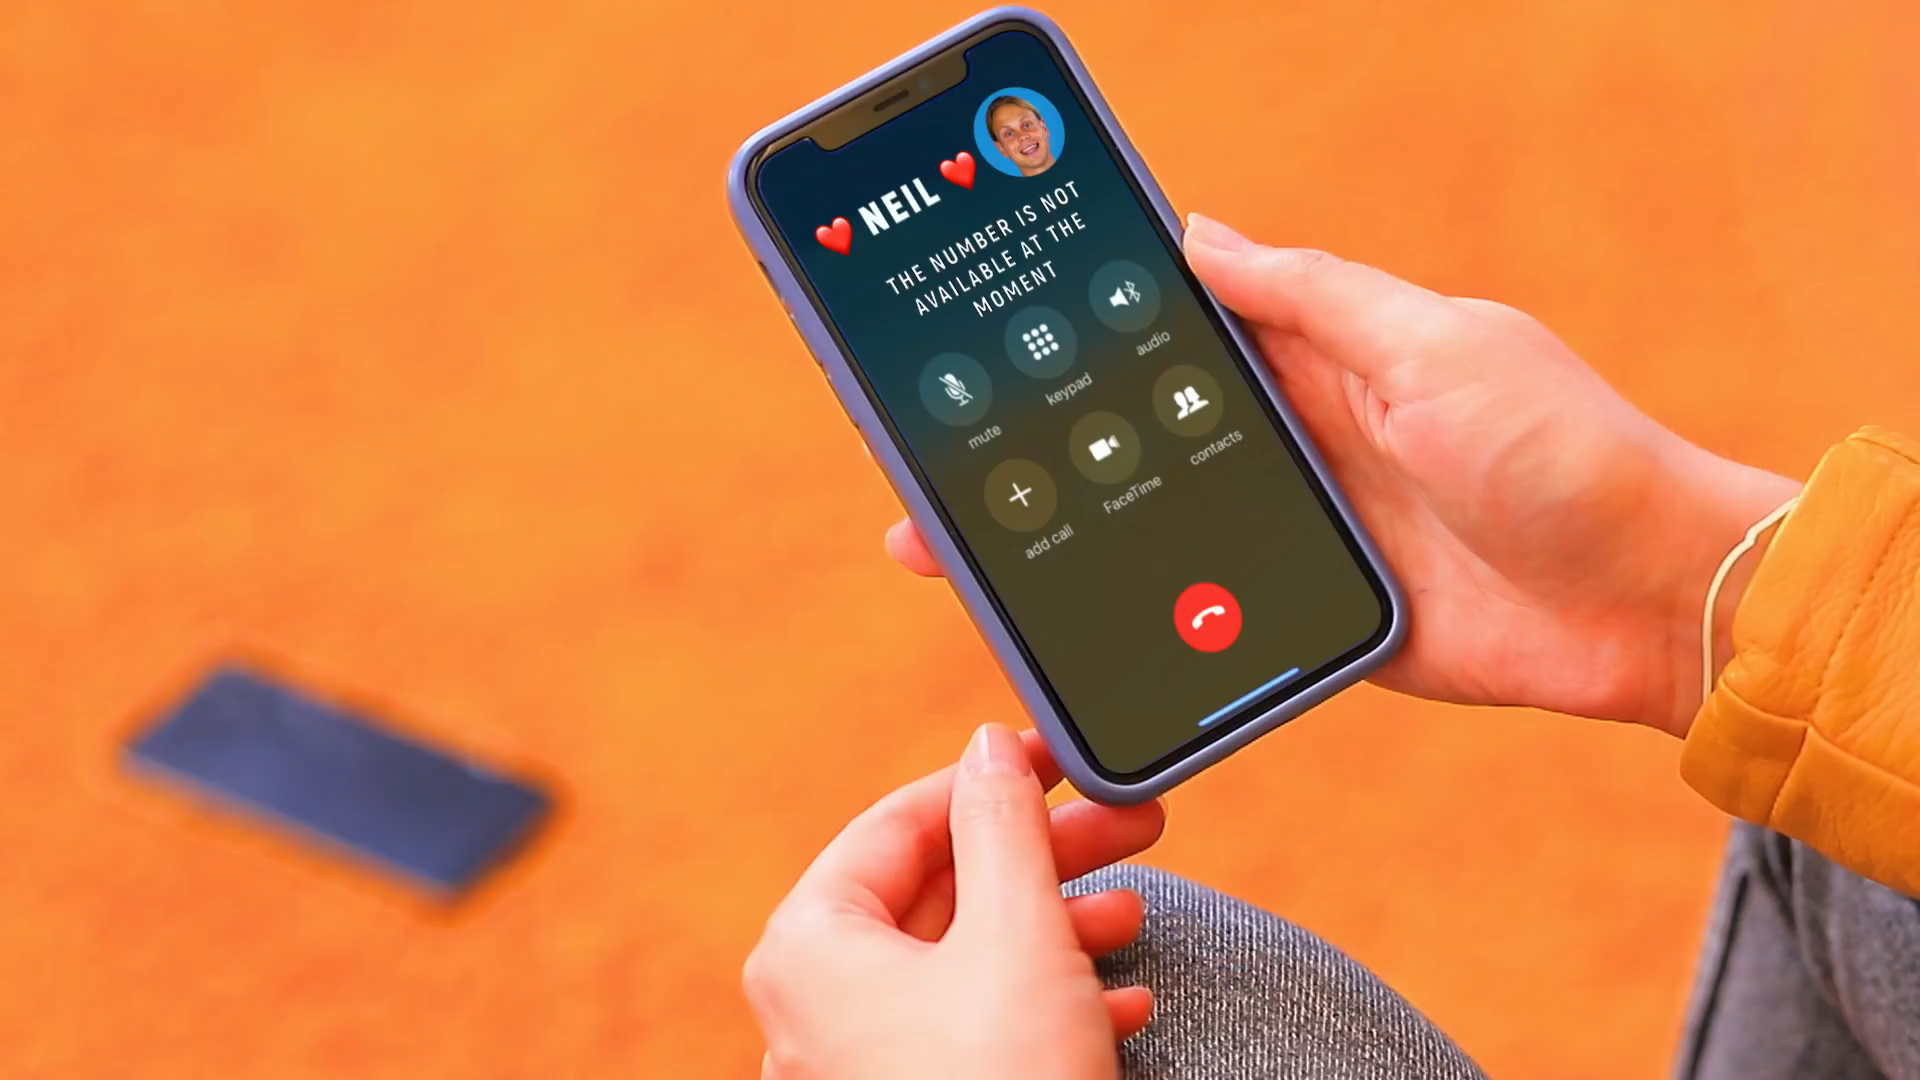 ❤️ NEIL ❤️
THE NUMBER IS NOT
AVAILABLE AT THE
MOMENT
mute
keypad
audio
add call
FaceTime
contacts